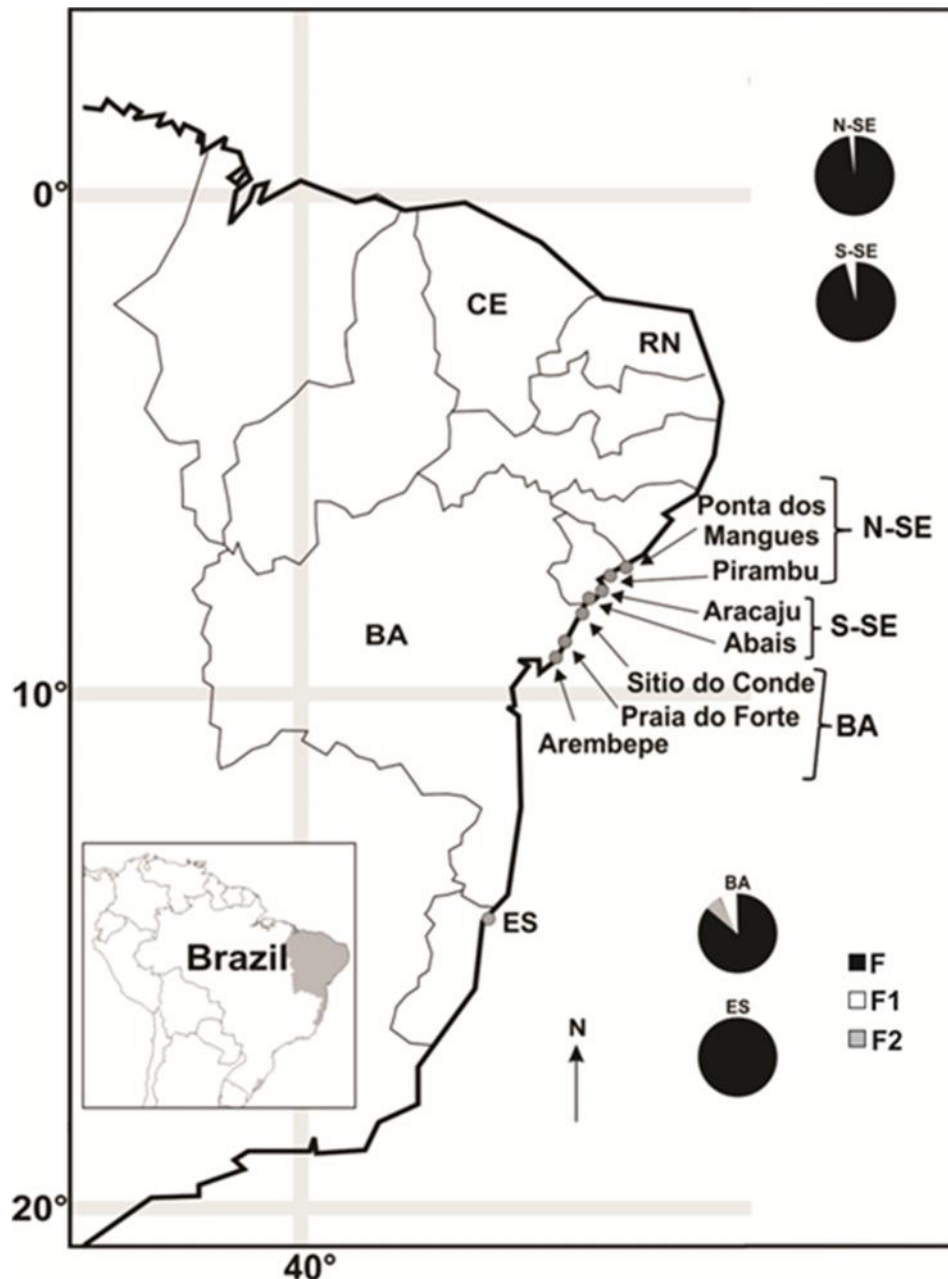 N-SE
0°
S-SE
CE
RN
Ponta dos
Mangues
N-SE
Pirambu
Aracaju
S-SE
Abais
BA
Sitio do Conde
10°
Praia do Forte
BA
Arembepe
BA
ES
Brazil
F
F1
ES
N
F2
20°
40°